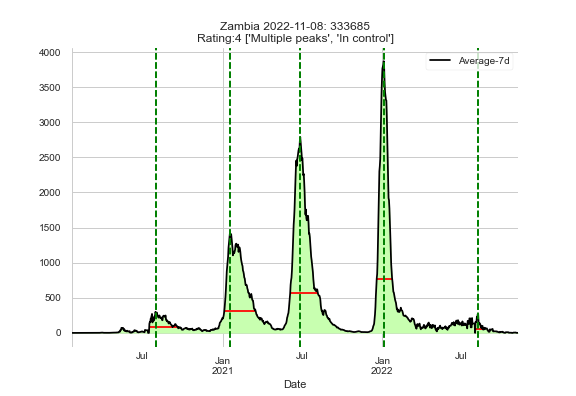 Zambia 2022-11-08: 333685
Rating:4 ['Multiple peaks', 'In control']
Average-7d
4000
3500
3000
2500
2000
1500
1000
500
0
Jul
Jan
2021
Jul
Jan
2022
Jul
Date